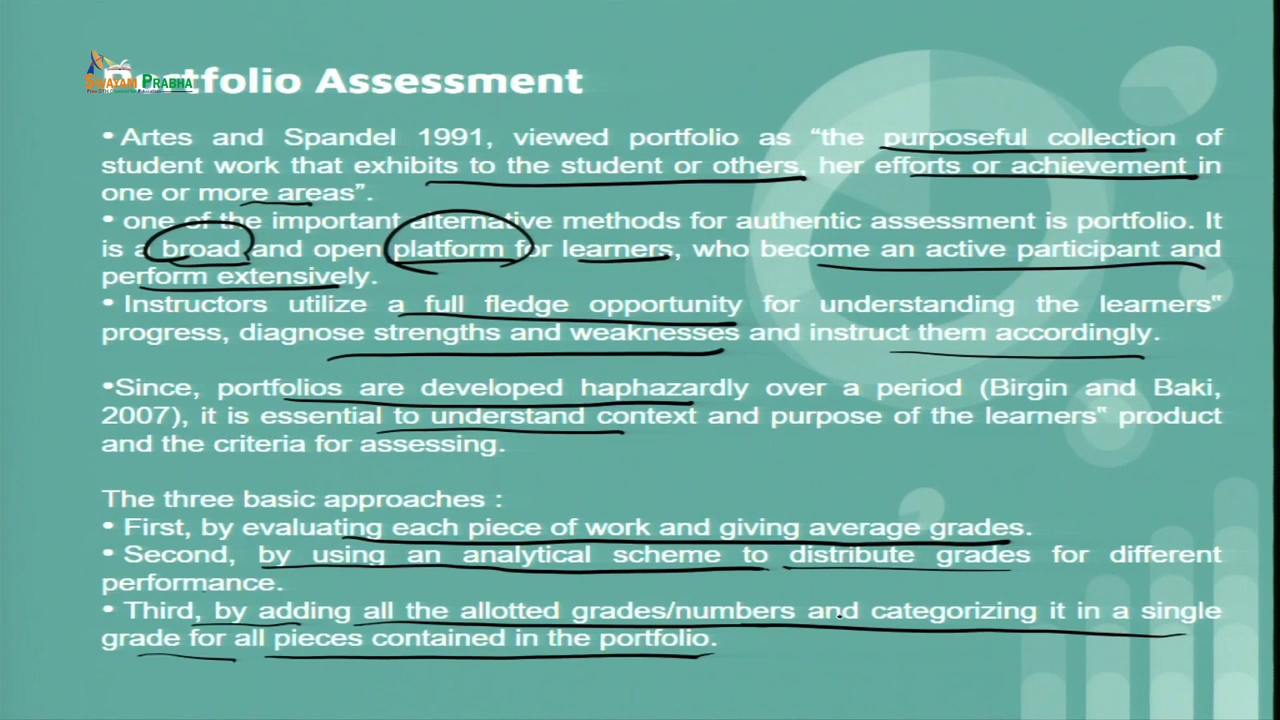 SWAYAM PRABHA
Portfolio Assessment
• Artes and Spandel 1991, viewed portfolio as “the purposeful collection of
student work that exhibits to the student or others, her efforts or achievement in
one or more areas”.
• one of the important alternative methods for authentic assessment is portfolio. It
is a broad and open platform for learners, who become an active participant and
perform extensively.
• Instructors utilize a full fledge opportunity for understanding the learners‟
progress, diagnose strengths and weaknesses and instruct them accordingly.
•Since, portfolios are developed haphazardly over a period (Birgin and Baki,
2007), it is essential to understand context and purpose of the learners‟ product
and the criteria for assessing.
The three basic approaches :
• First, by evaluating each piece of work and giving average grades.
• Second, by using an analytical scheme to distribute grades for different
performance.
• Third, by adding all the allotted grades/numbers and categorizing it in a single
grade for all pieces contained in the portfolio.